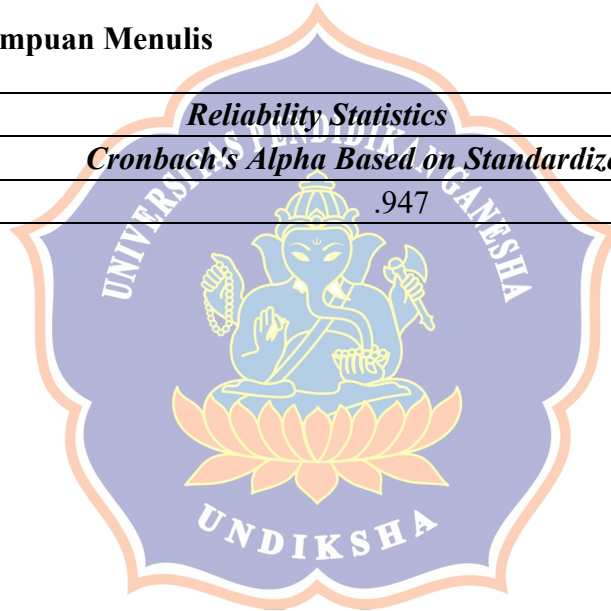 mpuan Menulis
Reliability Statistics
Cronbach's Alpha Based on Standardize
.947
UNIVERSITAS PENDIDIKAN GANESHA
UNDIKSHA